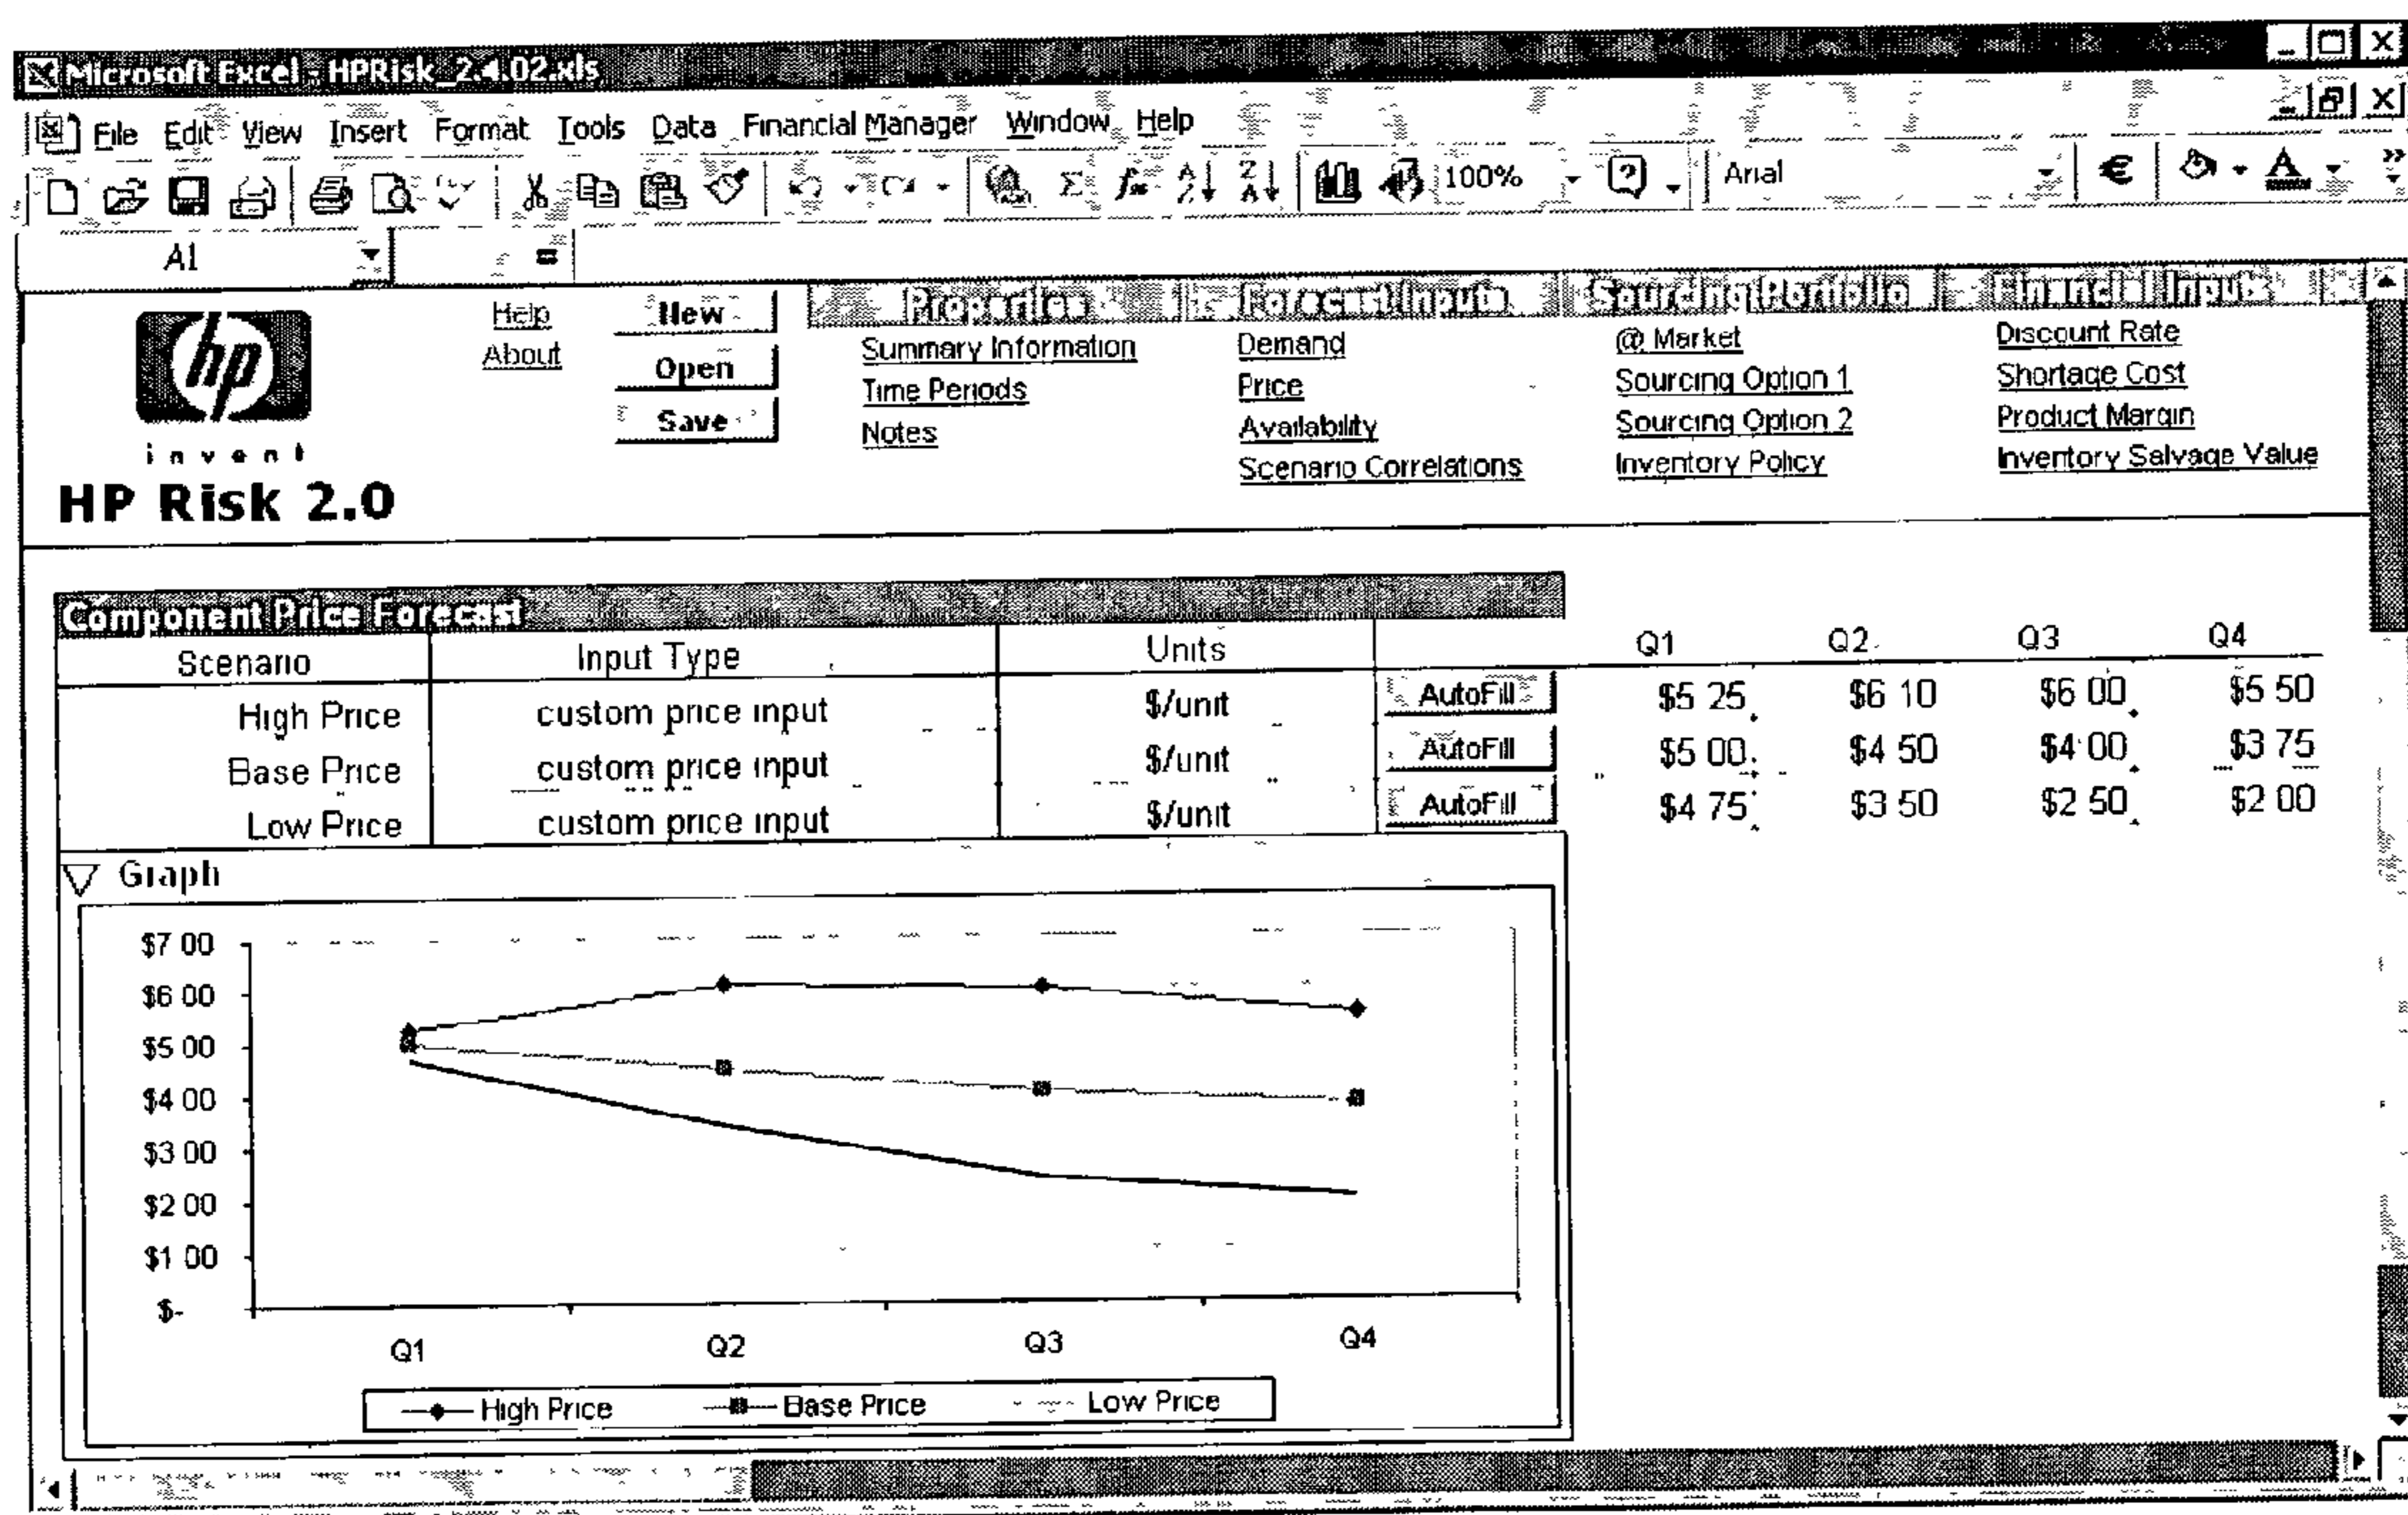 Microsoft Excel - HPRisk_2.4.02.xls
File Edit View Insert Format Tools Data Financial Manager Window Help
100% Arial
A1 =
hp
invent
HP Risk 2.0
Help
About
New
Open
Save
Properties Forecast Inputs Sourcing Portfolio Financial Inputs
Summary Information Demand @ Market Discount Rate
Time Periods Price Sourcing Option 1 Shortage Cost
Notes Availability Sourcing Option 2 Product Margin
Scenario Correlations Inventory Policy Inventory Salvage Value
Component Price Forecast
Scenario Input Type Units Q1 Q2 Q3 Q4
High Price custom price input $/unit AutoFill $5 25 $6 10 $6 00 $5 50
Base Price custom price input $/unit AutoFill $5 00 $4 50 $4 00 $3 75
Low Price custom price input $/unit AutoFill $4 75 $3 50 $2 50 $2 00
Graph
$7 00
$6 00
$5 00
$4 00
$3 00
$2 00
$1 00
$-
Q1 Q2 Q3 Q4
High Price Base Price Low Price